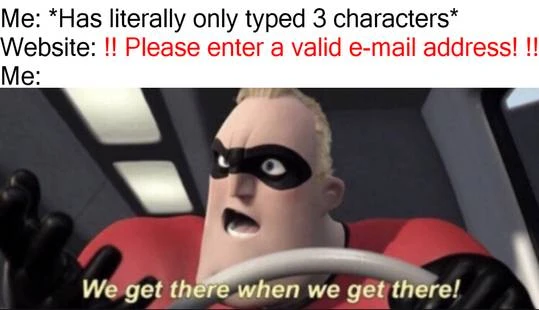 Me: *Has literally only typed 3 characters*
Website: !! Please enter a valid e-mail address! !!
Me:
We get there when we get there!